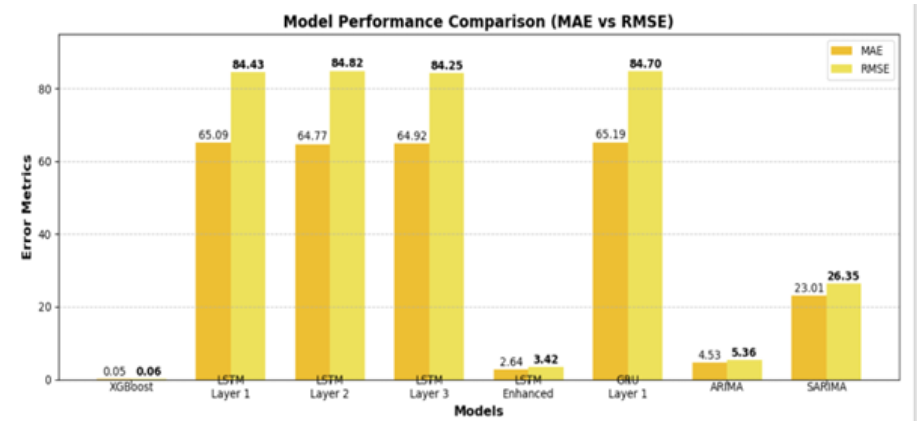 Model Performance Comparison (MAE vs RMSE)
MAE
RMSE
Error Metrics
80
60
40
20
0
0.05 0.06
65.09 84.43
64.77 84.82
64.92 84.25
2.64 3.42
65.19 84.70
4.53 5.36
23.01 26.35
XGBoost
LSTM
Layer 1
LSTM
Layer 2
LSTM
Layer 3
LSTM
Enhanced
GRU
Layer 1
ARIMA
SARIMA
Models